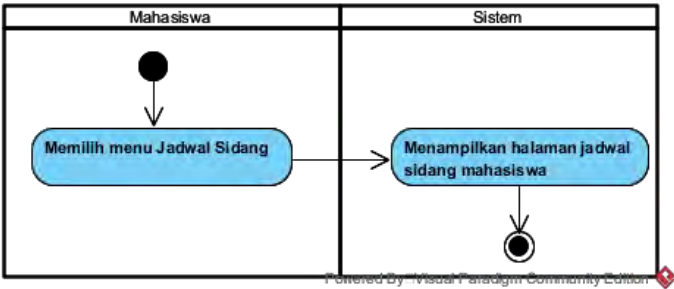 Mahasiswa
Sistem
Memilih menu Jadwal Sidang
Menampilkan halaman jadwal
sidang mahasiswa
Powered By Visual Paradigm Community Edition